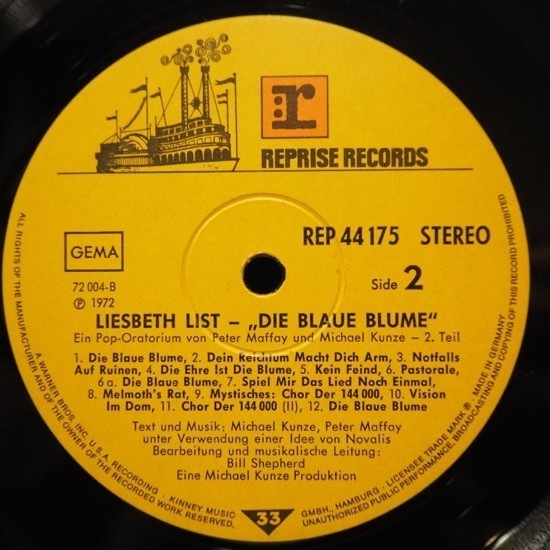 r
REPRISE RECORDS
GEMA
REP 44 175 STEREO
72 004-B
Side 2
℗ 1972
LIESBETH LIST – „DIE BLAUE BLUME"
Ein Pop-Oratorium von Peter Maffay und Michael Kunze – 2. Teil
1. Die Blaue Blume, 2. Dein Reichtum Macht Dich Arm, 3. Notfalls
Auf Ruinen, 4. Die Ehre Ist Die Blume, 5. Kein Feind, 6. Pastorale,
6 a. Die Blaue Blume, 7. Spiel Mir Das Lied Noch Einmal,
8. Melmoth's Rat, 9. Mystisches: Chor Der 144 000, 10. Vision
Im Dom, 11. Chor Der 144 000 (II), 12. Die Blaue Blume
Text und Musik: Michael Kunze, Peter Maffay
unter Verwendung einer Idee von Novalis
Bearbeitung und musikalische Leitung:
Bill Shepherd
Eine Michael Kunze Produktion
33
ALL RIGHTS OF THE MANUFACTURER AND OF THE OWNER OF THE RECORDED WORK RESERVED.
A WARNER BROS. INC. U.S.A. RECORDING - KINNEY MUSIC
GMBH., HAMBURG - LICENSEE TRADE MARK ® MADE IN GERMANY
UNAUTHORIZED PUBLIC PERFORMANCE, BROADCASTING AND COPYING OF THIS RECORD PROHIBITED